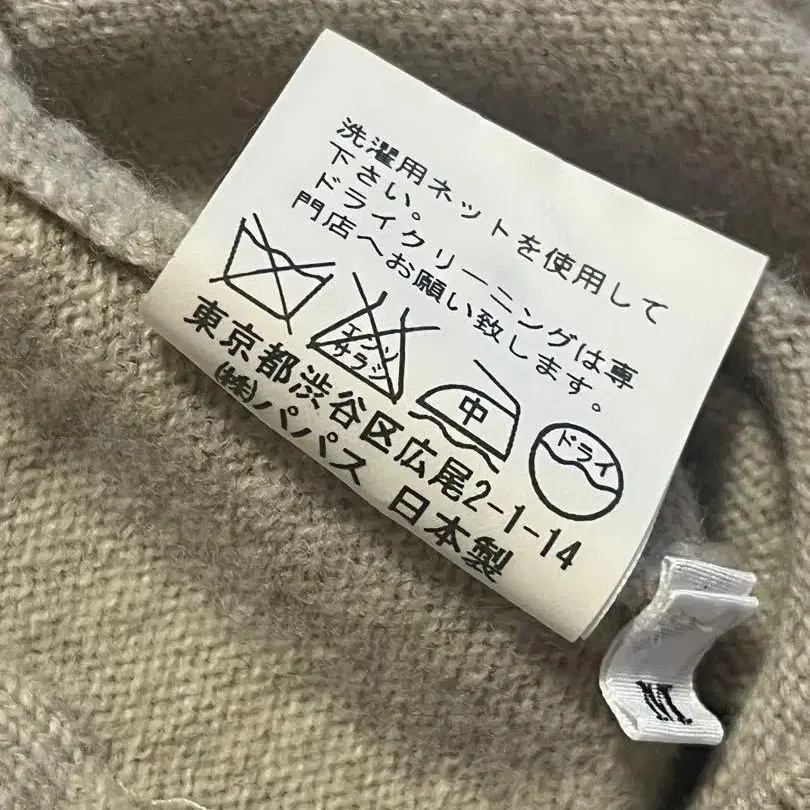 洗濯用ネットを使用して
下さい。
ドライクリーニングは専
門店へお願い致します。
エンソ
サラシ
中
ドライ
東京都渋谷区広尾2-1-14
㈱パパス 日本製
M